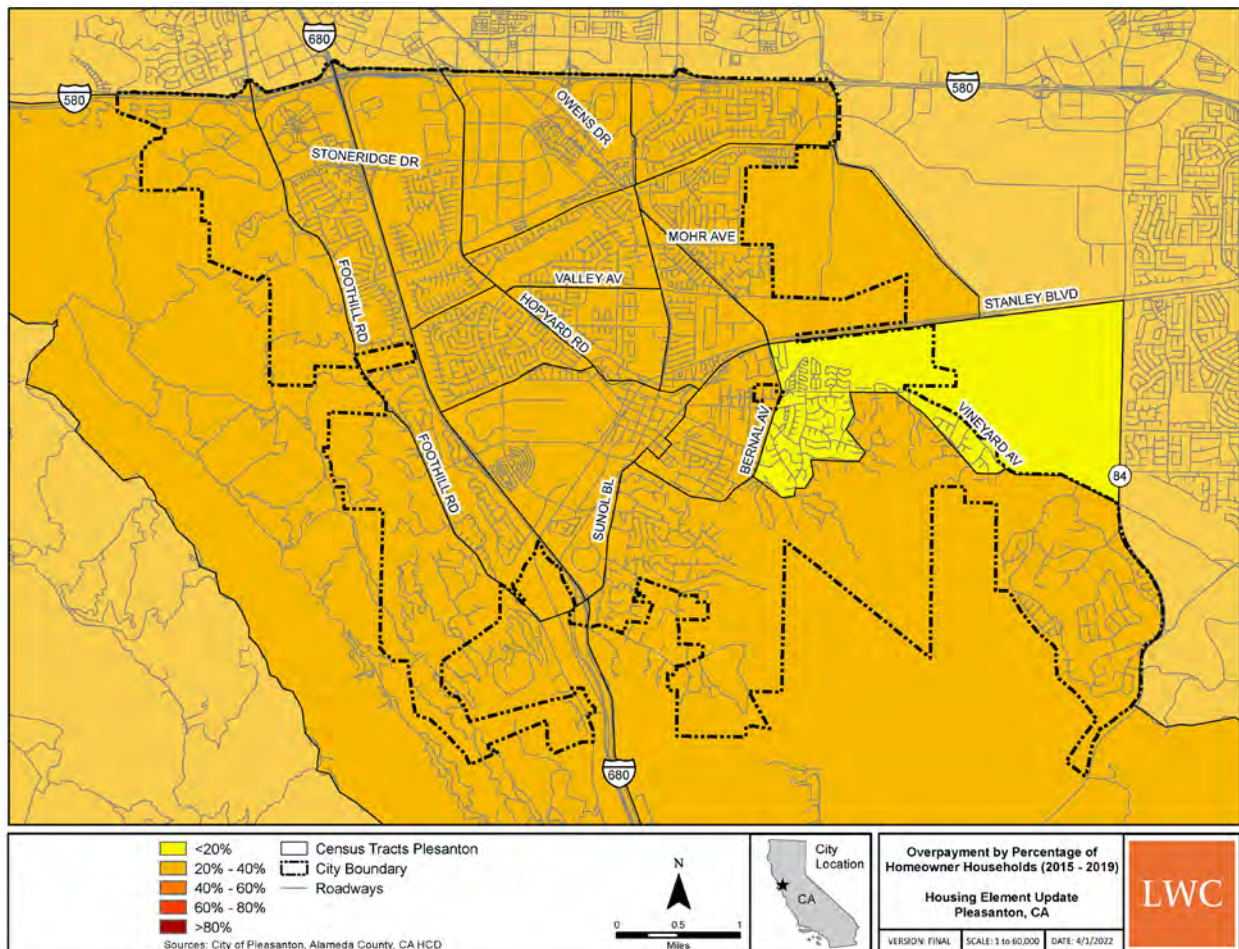 680
580
580
OWENS DR
STONERIDGE DR
MOHR AVE
FOOTHILL RD
VALLEY AV
HOPYARD RD
STANLEY BLVD
BERNAL AV
VINEYARD AV
FOOTHILL RD
SUNOL BL
84
680
<20%
20% - 40%
40% - 60%
60% - 80%
>80%
Census Tracts Plesanton
City Boundary
Roadways
Sources: City of Pleasanton, Alameda County, CA HCD
N
0 0.5 1
Miles
City
Location
CA
Overpayment by Percentage of
Homeowner Households (2015 - 2019)
Housing Element Update
Pleasanton, CA
VERSION: FINAL SCALE: 1 to 60,000 DATE: 4/1/2022
LWC